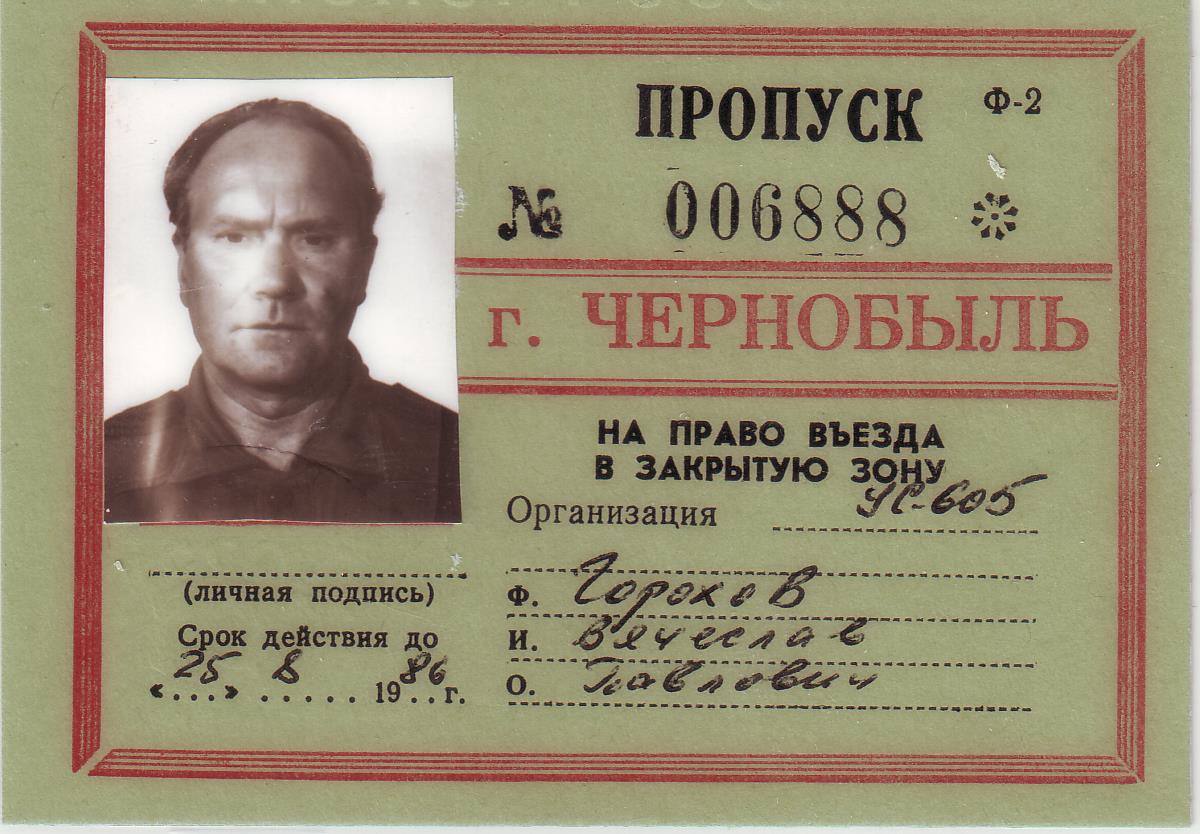 ПРОПУСК Ф-2
№ 006888
г. ЧЕРНОБЫЛЬ
НА ПРАВО ВЪЕЗДА
В ЗАКРЫТУЮ ЗОНУ
Организация УС-605
Ф. Горохов
И. Вячеслав
О. Павлович
(личная подпись)
Срок действия до
«25» 8 1986 г.